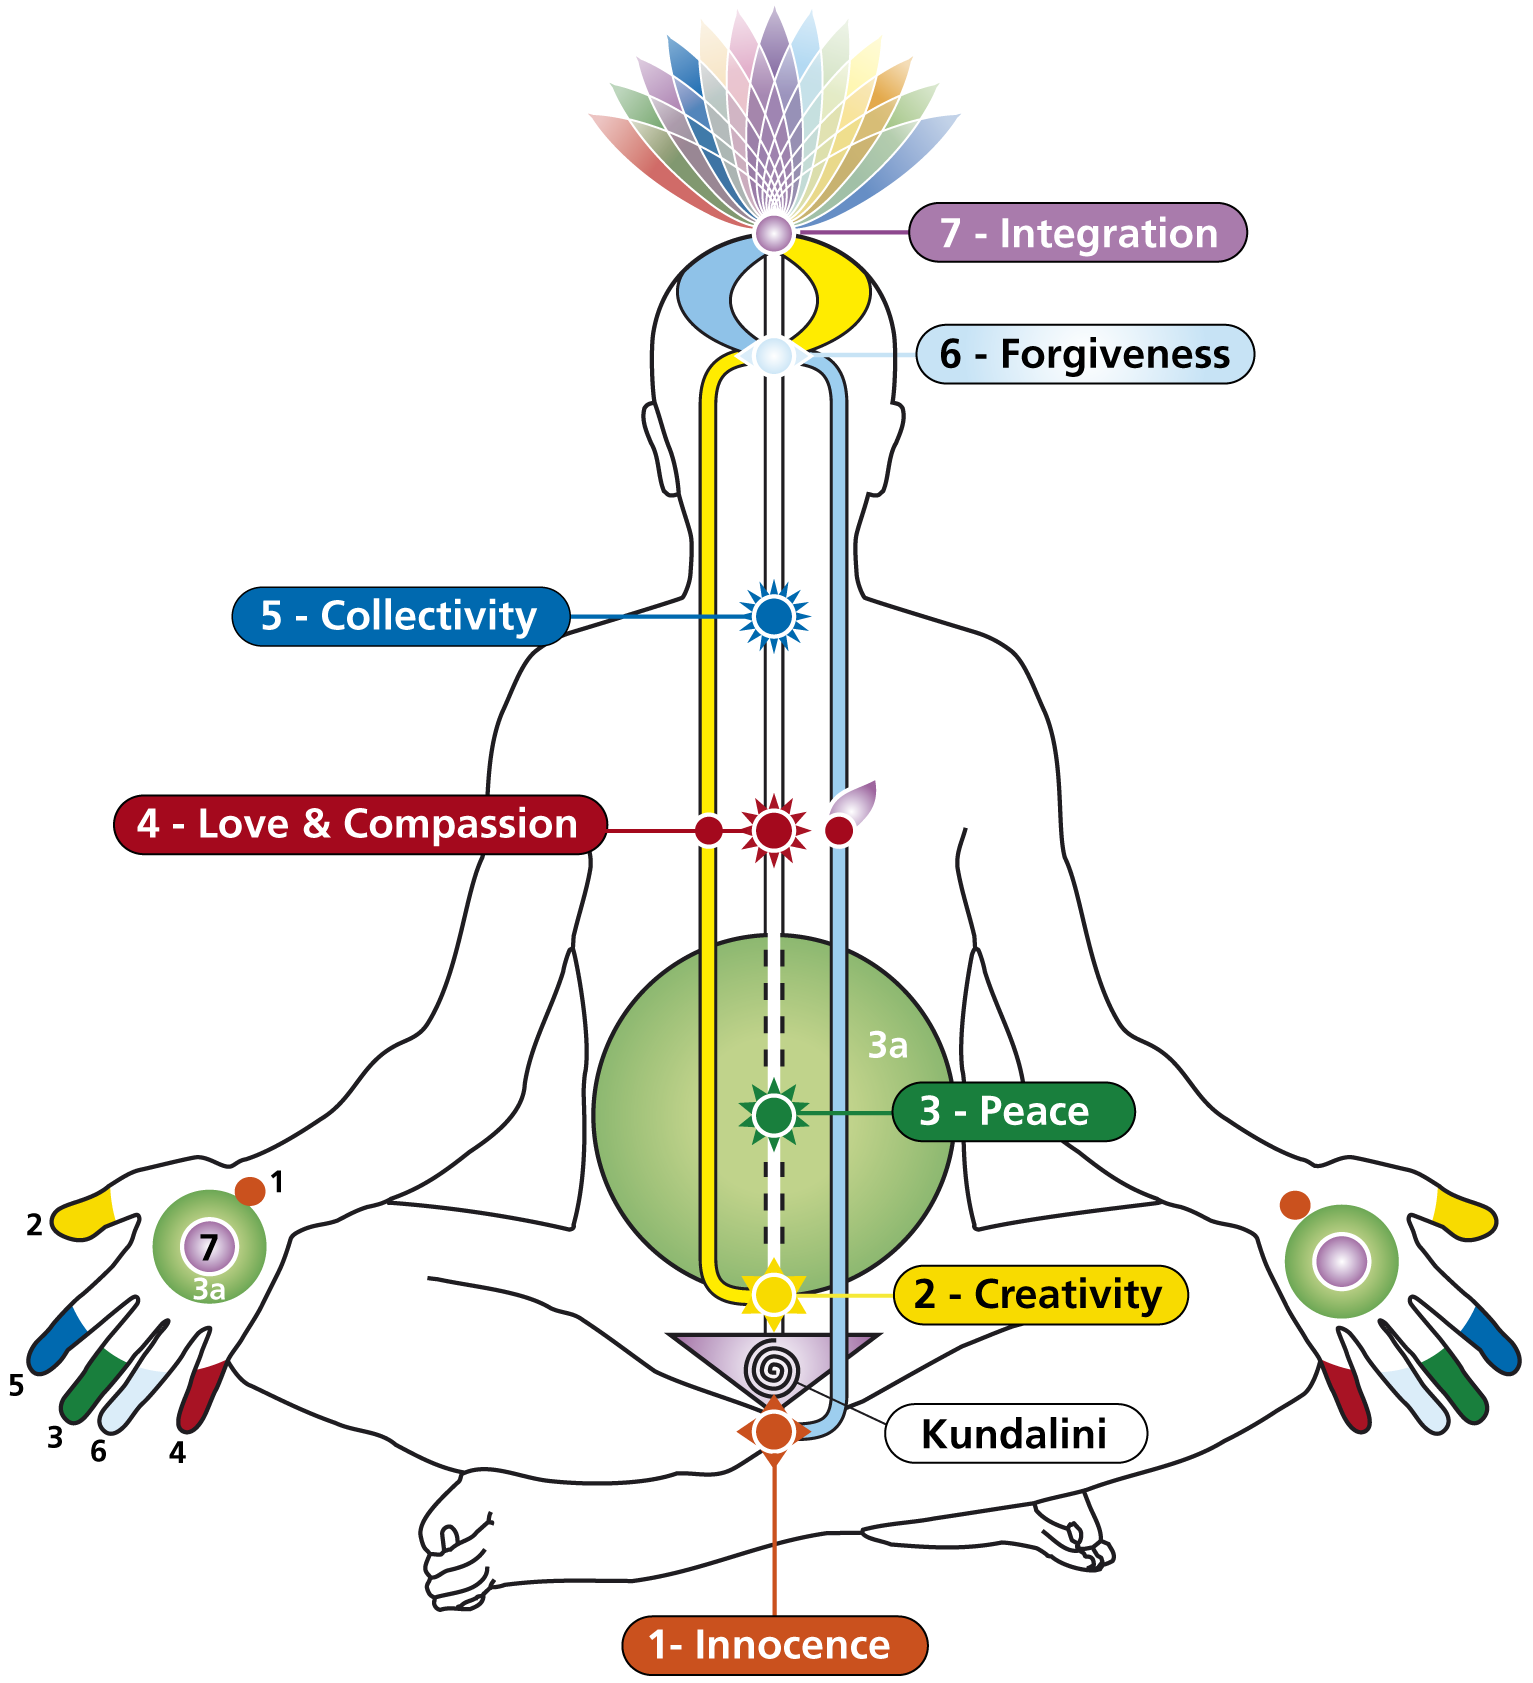 7 - Integration
6 - Forgiveness
5 - Collectivity
4 - Love & Compassion
3a
3 - Peace
1
2
7
3a
2 - Creativity
5
3
6
4
Kundalini
1- Innocence